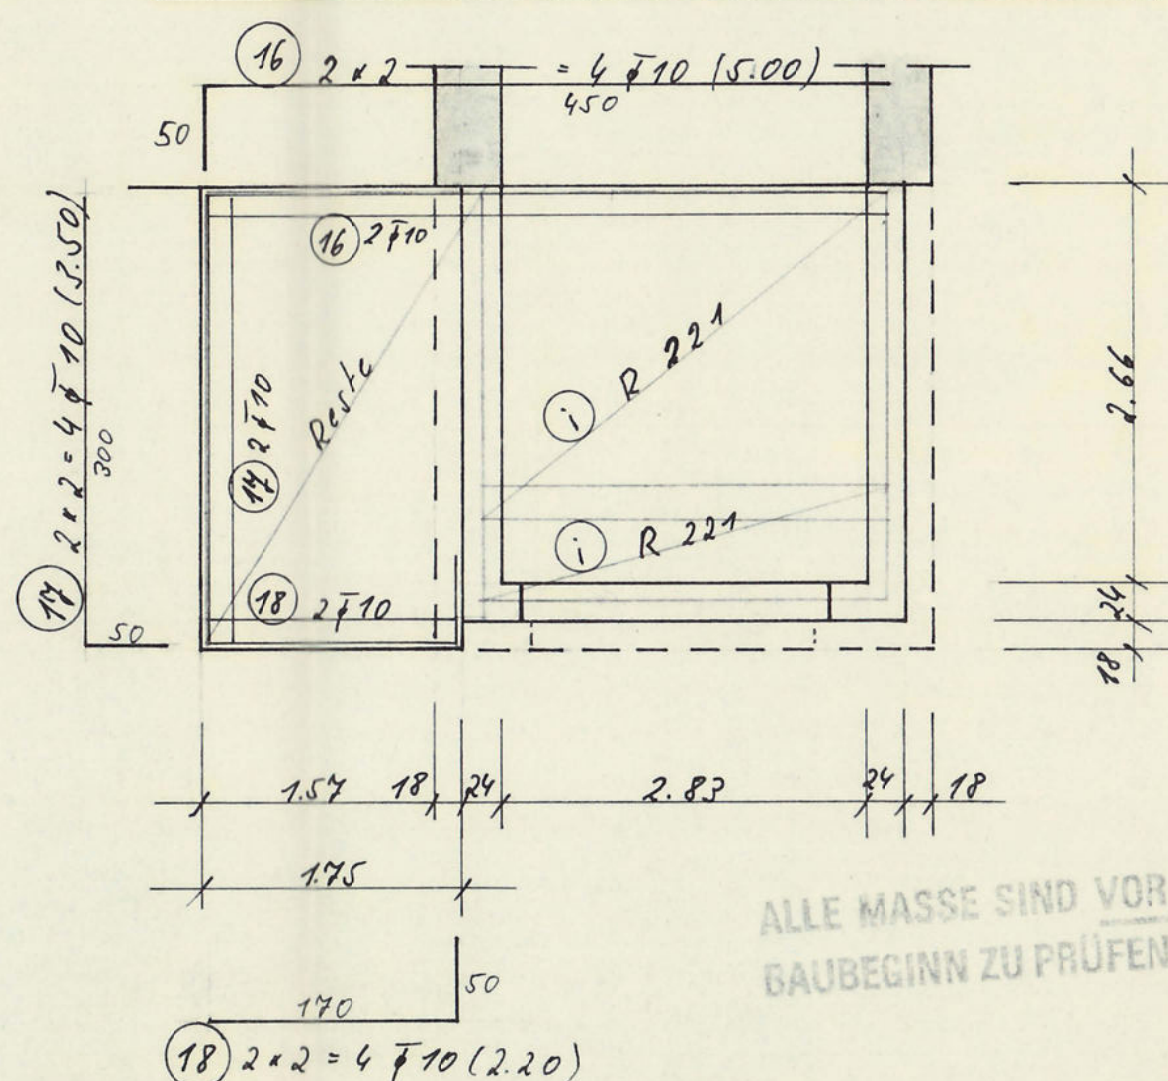 16 2 x 2 = 4 ⌀ 10 (5.00)
450
50
16 2 ⌀ 10
17 2 x 2 = 4 ⌀ 10 (3.50)
300
50
17 2 ⌀ 10
Reste
i R 221
i R 221
18 2 ⌀ 10
2.66
24
18
1.57 18 24 2.83 24 18
1.75
ALLE MASSE SIND VOR
BAUBEGINN ZU PRÜFEN
50
170
18 2 x 2 = 4 ⌀ 10 (2.20)